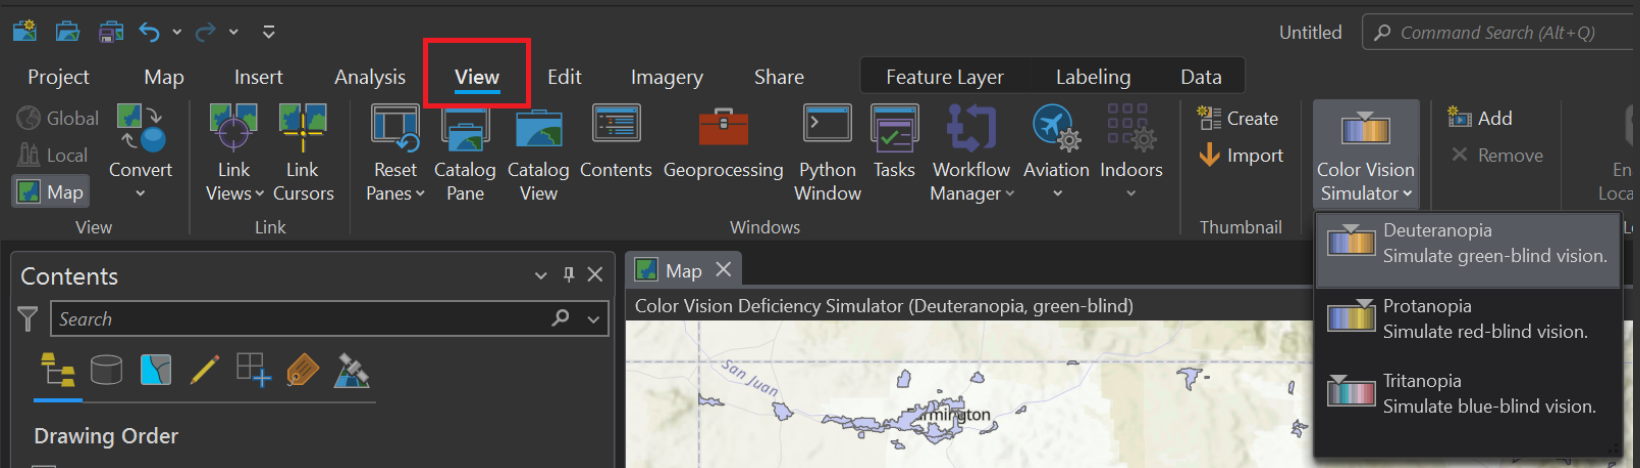 Untitled
Command Search (Alt+Q)
Project
Map
Insert
Analysis
View
Edit
Imagery
Share
Feature Layer
Labeling
Data
Global
Local
Map
Convert
View
Link
Views
Link
Cursors
Link
Reset
Panes
Catalog
Pane
Catalog
View
Contents
Geoprocessing
Python
Window
Tasks
Workflow
Manager
Aviation
Indoors
Windows
Create
Import
Thumbnail
Color Vision
Simulator
Add
Remove
Deuteranopia
Simulate green-blind vision.
Protanopia
Simulate red-blind vision.
Tritanopia
Simulate blue-blind vision.
Contents
Search
Drawing Order
Map
Color Vision Deficiency Simulator (Deuteranopia, green-blind)
San Juan